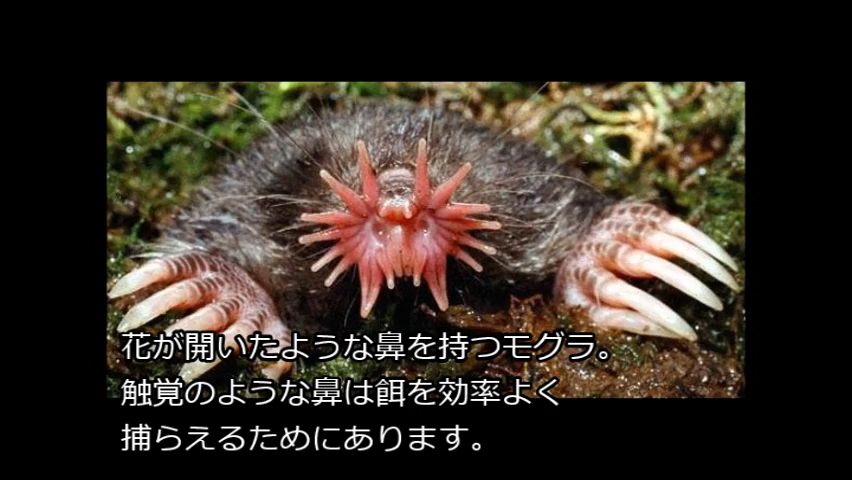 花が開いたような鼻を持つモグラ。
触覚のような鼻は餌を効率よく
捕らえるためにあります。